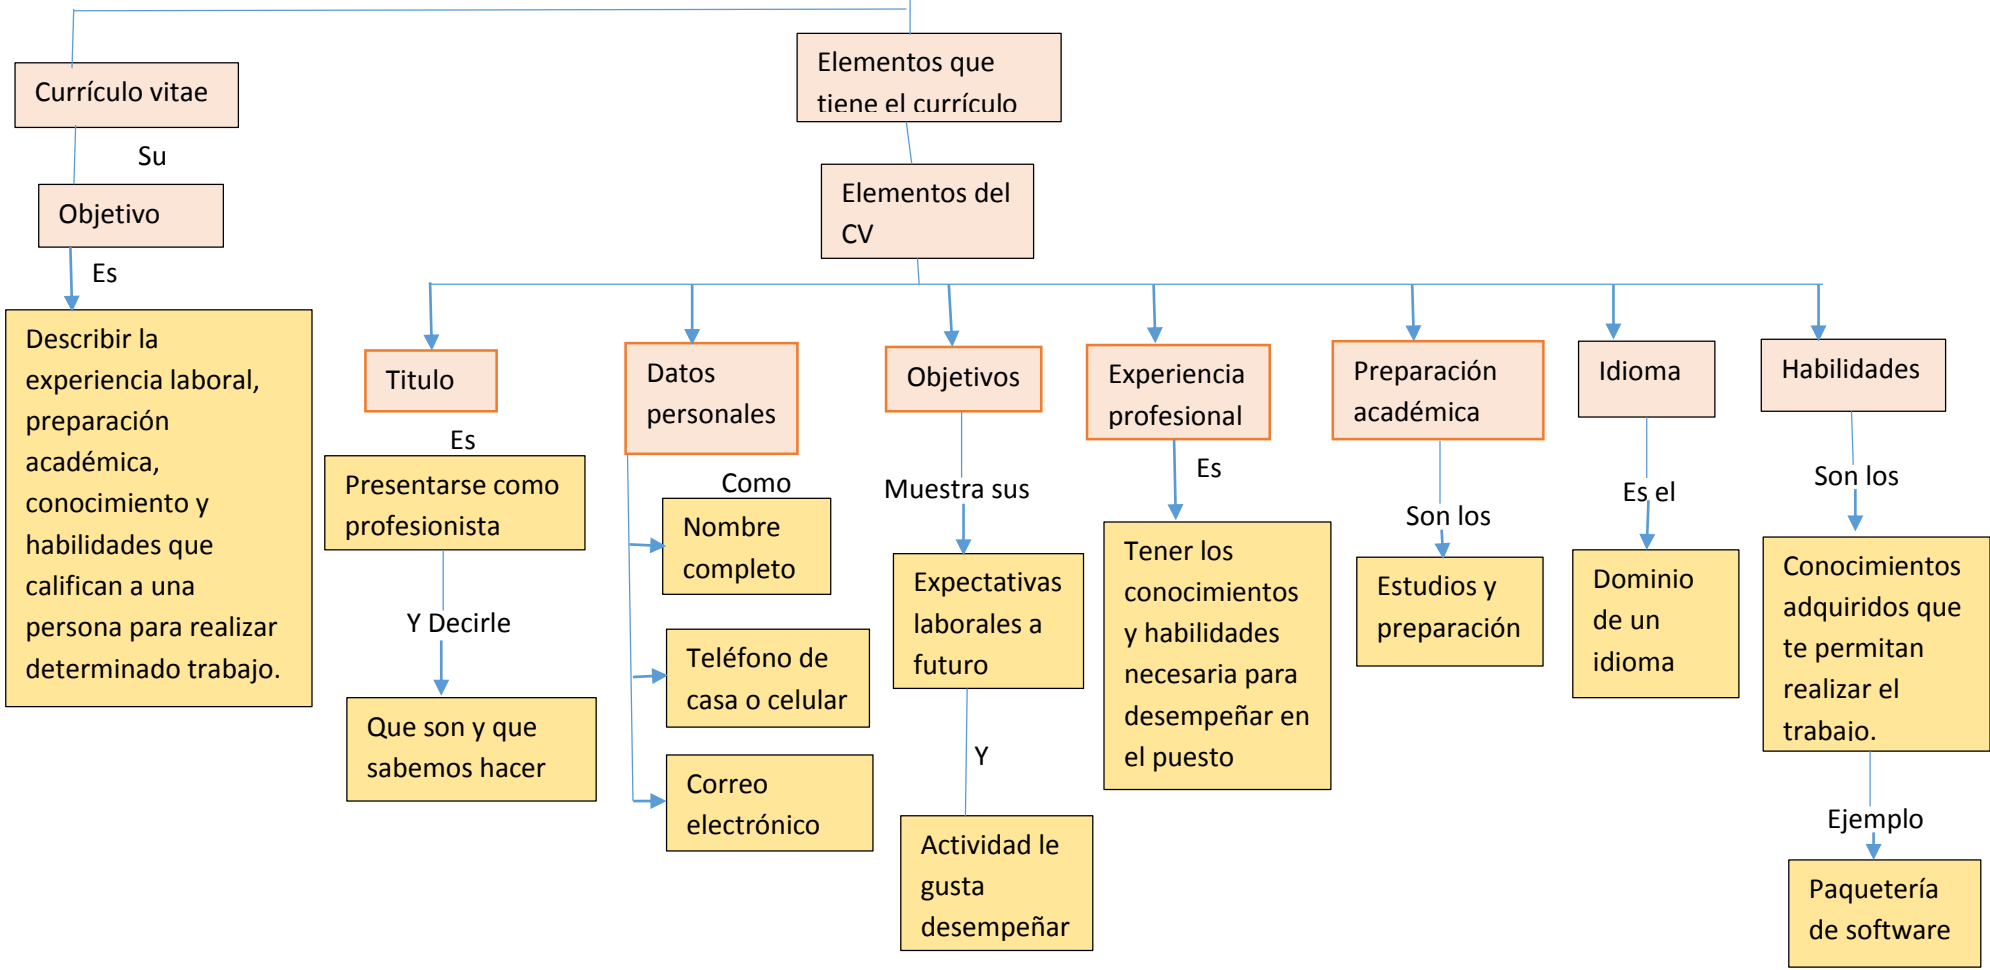 Currículo vitae
Su
Objetivo
Es
Describir la
experiencia laboral,
preparación
académica,
conocimiento y
habilidades que
califican a una
persona para realizar
determinado trabajo.
Elementos que
tiene el currículo
Elementos del
CV
Titulo
Es
Presentarse como
profesionista
Y Decirle
Que son y que
sabemos hacer
Datos
personales
Como
Nombre
completo
Teléfono de
casa o celular
Correo
electrónico
Objetivos
Muestra sus
Expectativas
laborales a
futuro
Y
Actividad le
gusta
desempeñar
Experiencia
profesional
Es
Tener los
conocimientos
y habilidades
necesaria para
desempeñar en
el puesto
Preparación
académica
Son los
Estudios y
preparación
Idioma
Es el
Dominio
de un
idioma
Habilidades
Son los
Conocimientos
adquiridos que
te permitan
realizar el
trabajo.
Ejemplo
Paquetería
de software